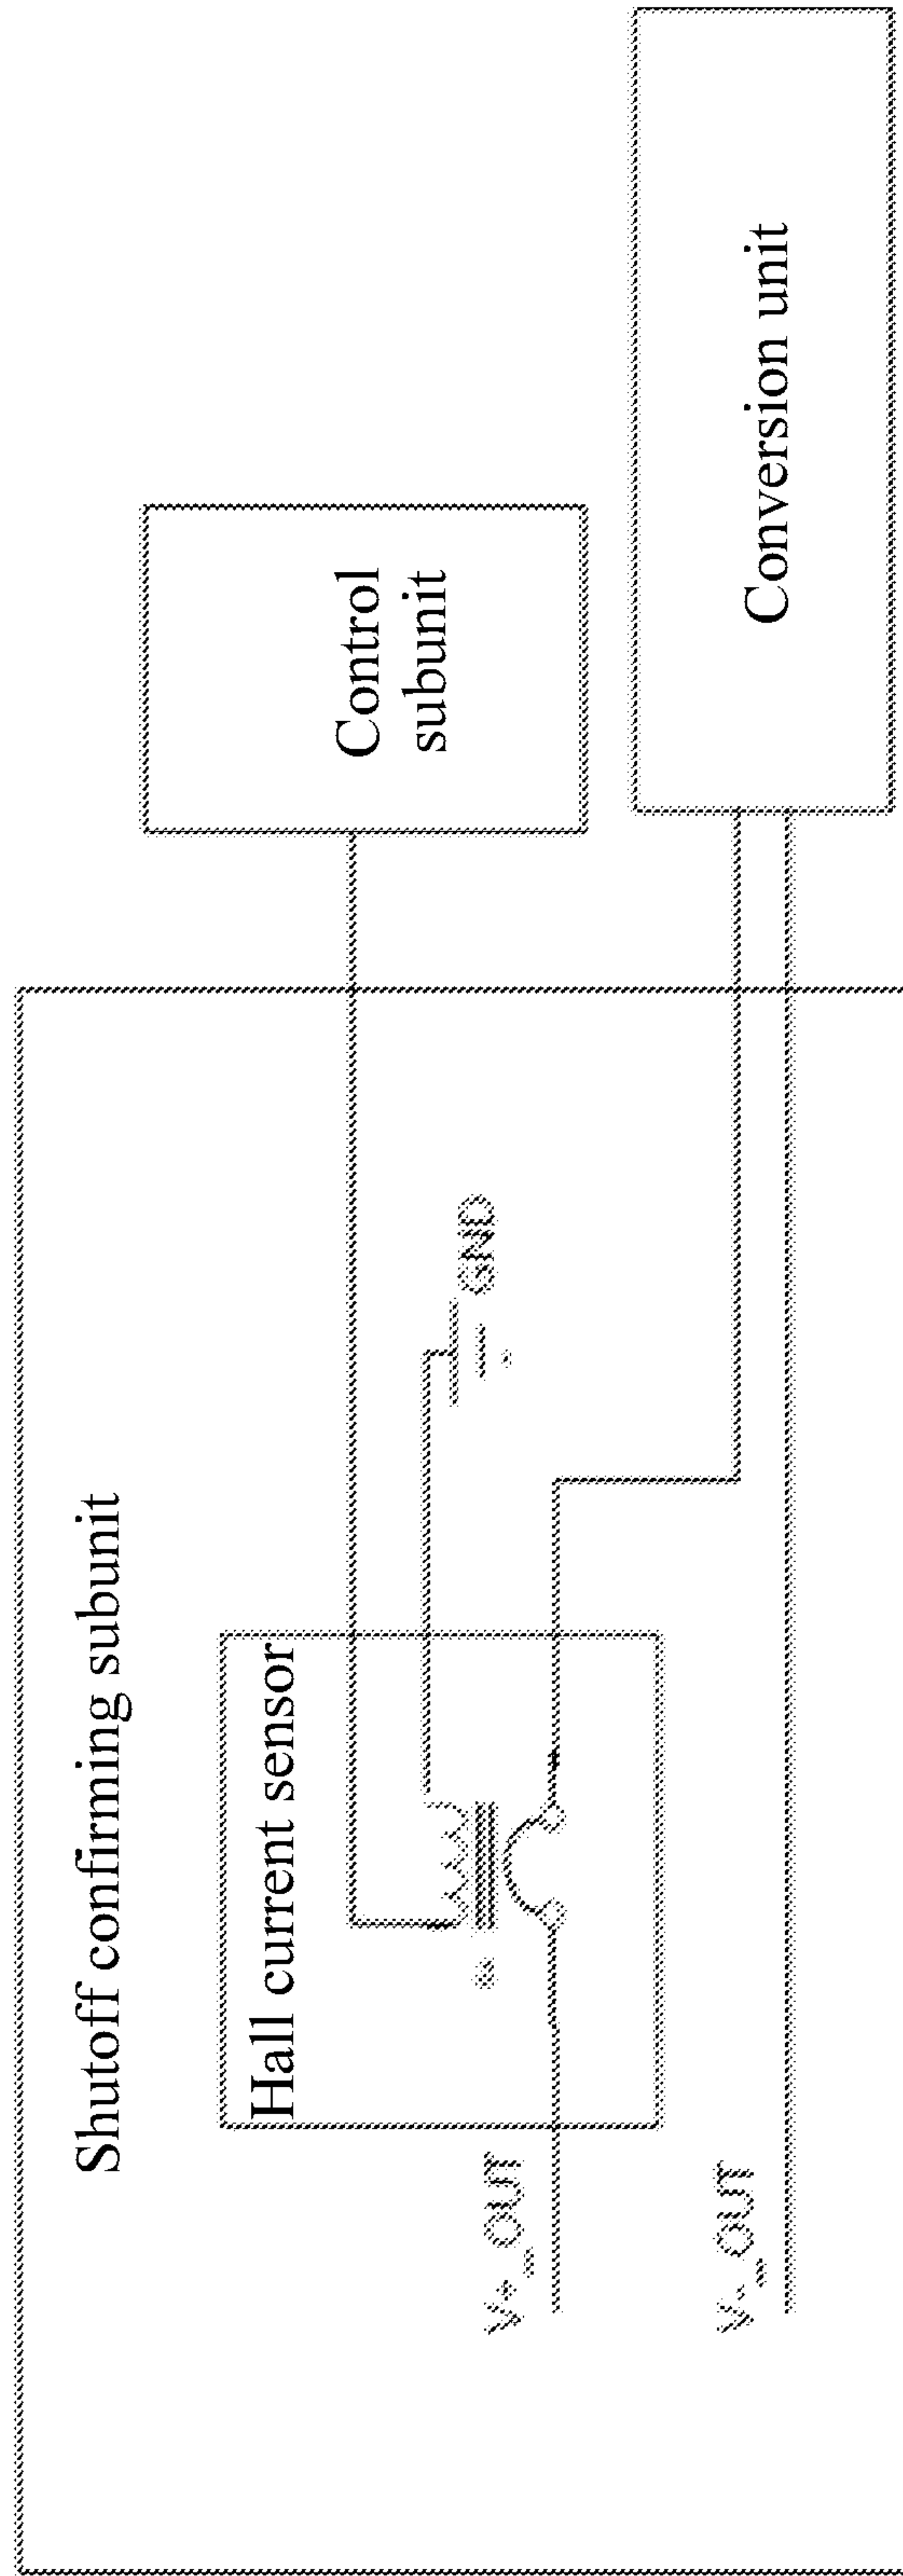 Shutoff confirming subunit
Hall current sensor
Control
subunit
GND
V+_OUT
V-_OUT
Conversion unit